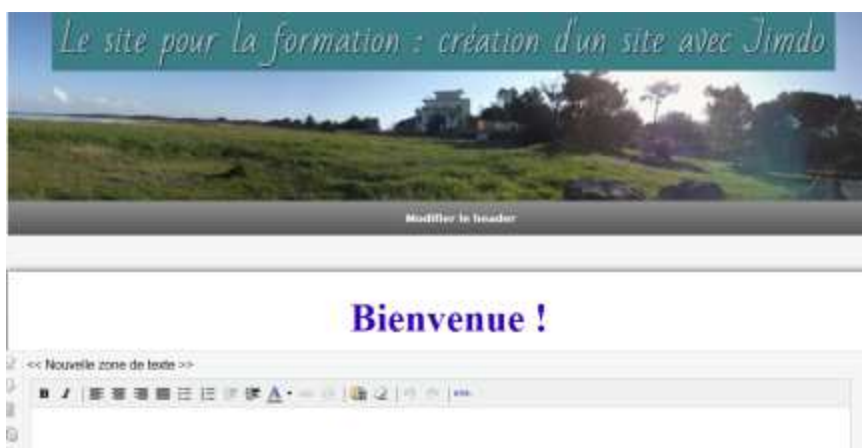 Le site pour la formation : création d'un site avec Jimdo
Modifier le header
Bienvenue !
<< Nouvelle zone de texte >>
B I A